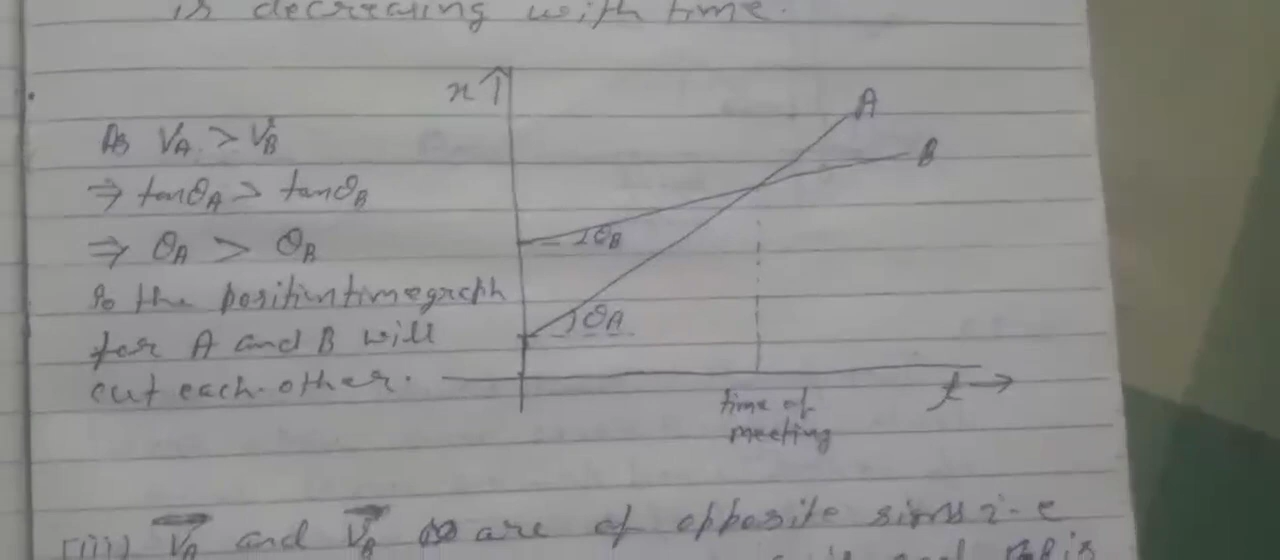 is decreasing with time.
x
A
As VA > VB
B
⇒ tanθA > tanθB
⇒ θA > θB
θB
So the position time graph
θA
for A and B will
cut each other.
t →
time of
meeting
(iii) VA and VB are of opposite signs i-e